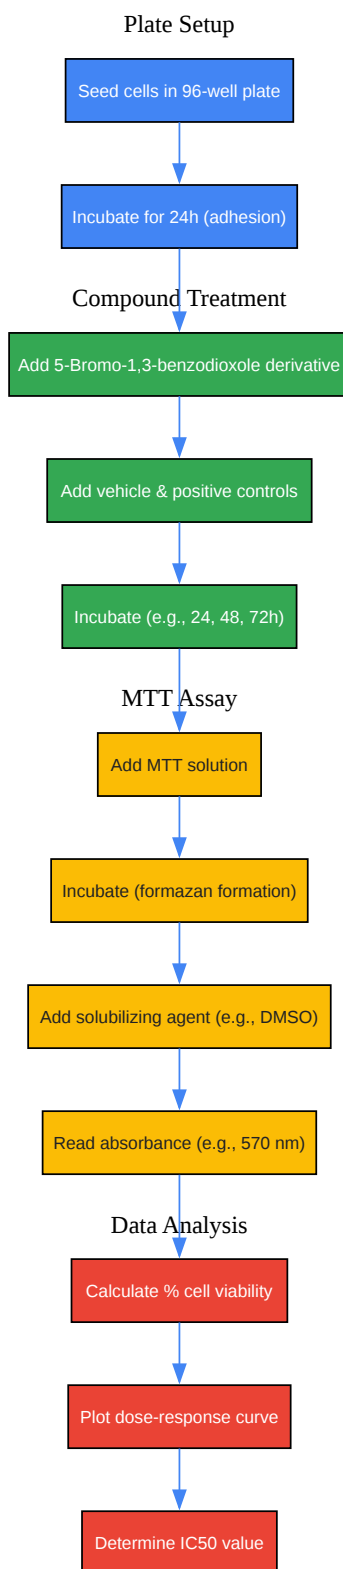 Plate Setup
Seed cells in 96-well plate
Incubate for 24h (adhesion)
Compound Treatment
Add 5-Bromo-1,3-benzodioxole derivative
Add vehicle & positive controls
Incubate (e.g., 24, 48, 72h)
MTT Assay
Add MTT solution
Incubate (formazan formation)
Add solubilizing agent (e.g., DMSO)
Read absorbance (e.g., 570 nm)
Data Analysis
Calculate % cell viability
Plot dose-response curve
Determine IC50 value